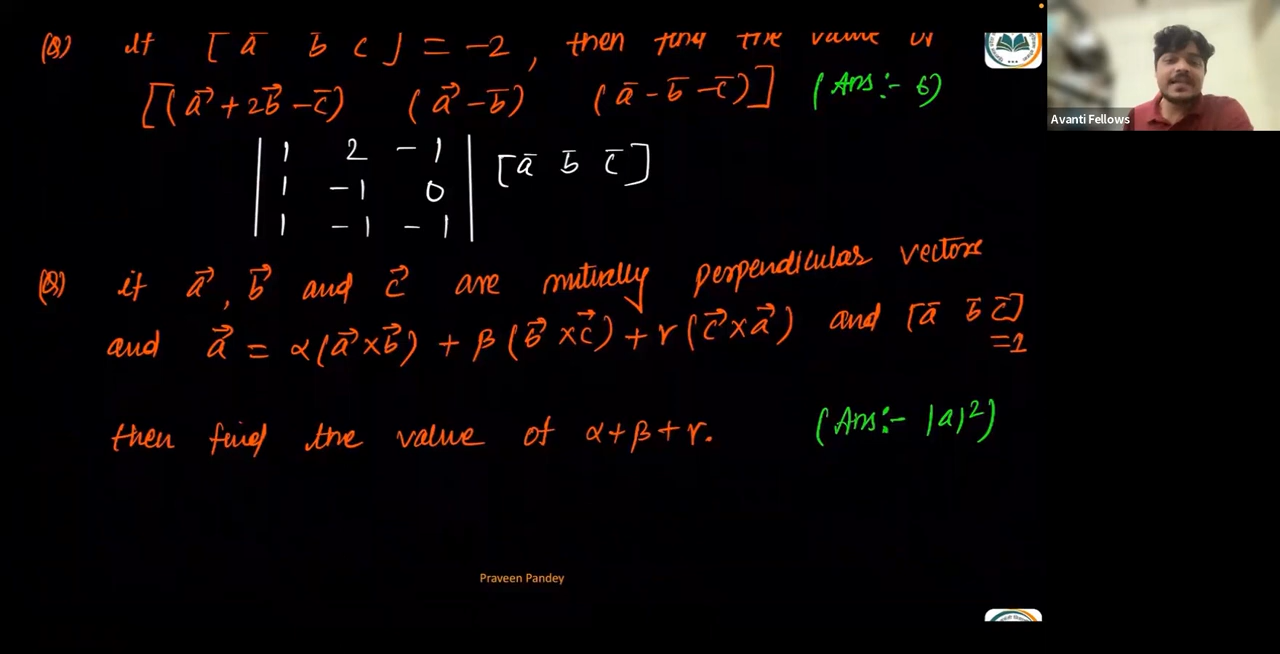 (Q) If [ a̅ b̅ c ] = -2 , then find the value of
[(a⃗ + 2b⃗ - c̅) (a⃗ - b̅) (a̅ - b̅ - c̅)] (Ans:- 6)
Avanti Fellows
| 1 2 -1 | [a̅ b̅ c̅]
| 1 -1 0 |
| 1 -1 -1 |
(Q) if a⃗ , b⃗ and c⃗ are mutually perpendicular vectors
and a⃗ = α(a⃗ × b⃗) + β(b⃗ × c⃗) + r(c⃗ × a⃗) and [a̅ b̅ c̅] =1
then find the value of α+β+r. (Ans:- |a|²)
Praveen Pandey